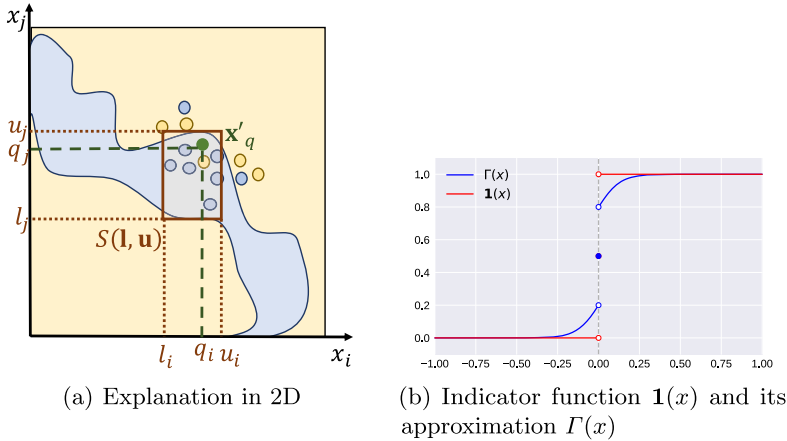 x_j
u_j
q_j
l_j
x'_q
S(l, u)
l_i
q_i
u_i
x_i
(a) Explanation in 2D
Γ(x)
1(x)
1.0
0.8
0.6
0.4
0.2
0.0
−1.00
−0.75
−0.50
−0.25
0.00
0.25
0.50
0.75
1.00
(b) Indicator function 1(x) and its
approximation Γ(x)